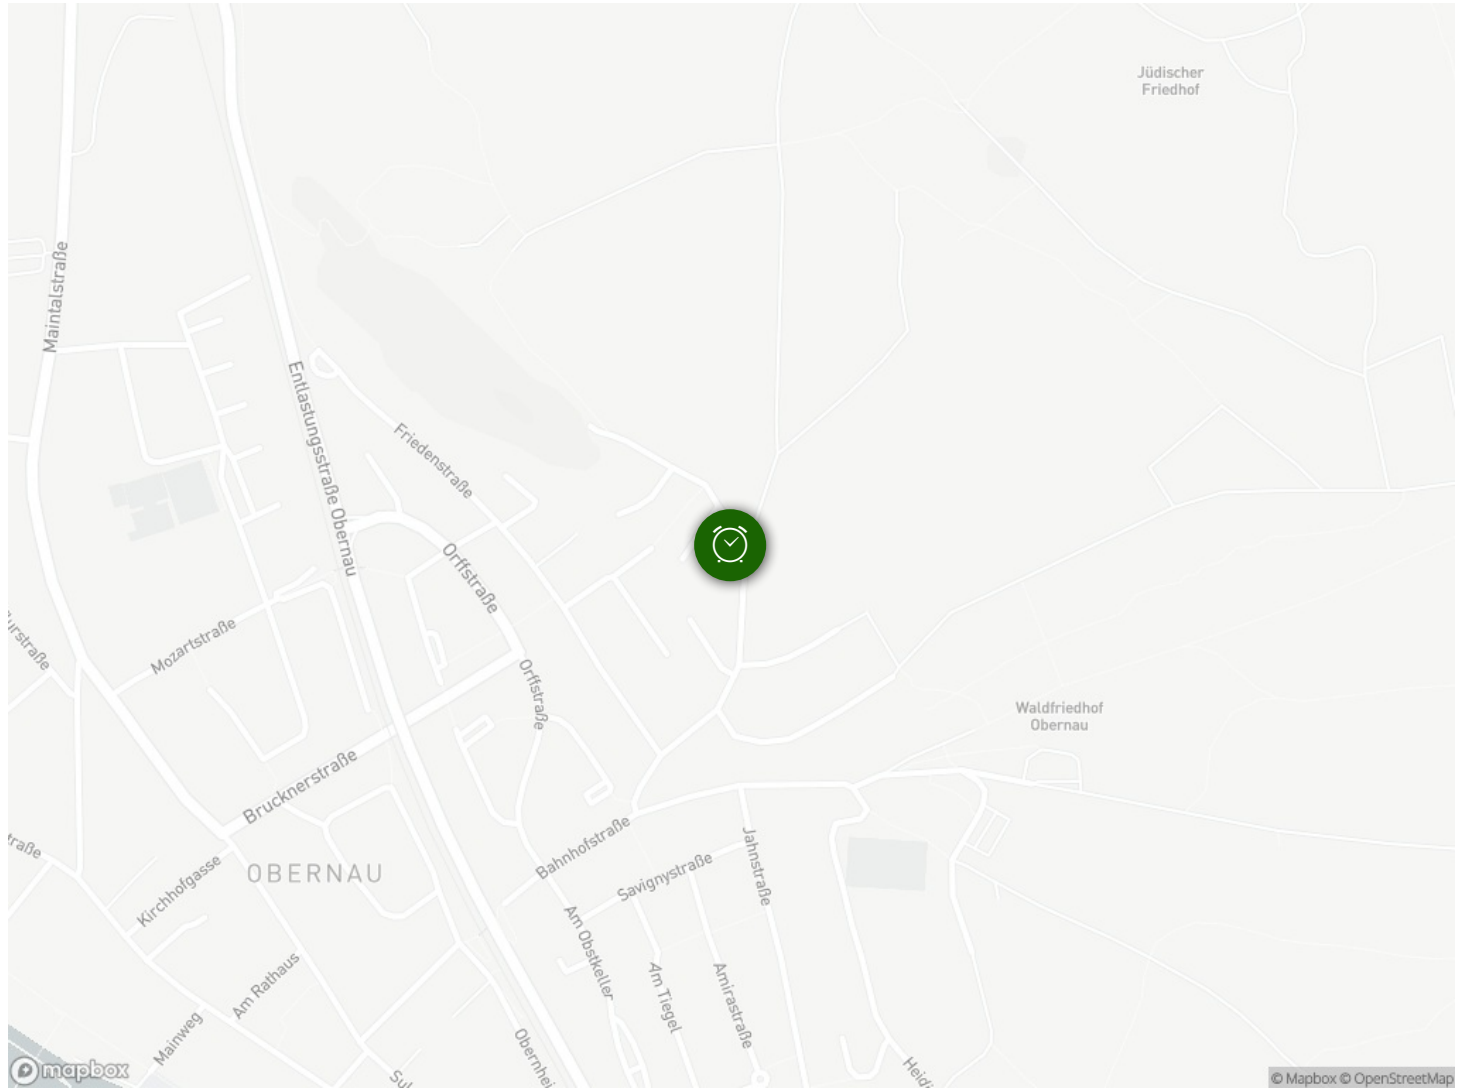 Jüdischer
Friedhof
Maintalstraße
Entlastungsstraße Obernau
Friedenstraße
Orffstraße
Mozartstraße
Orffstraße
Waldfriedhof
Obernau
Brucknerstraße
Bahnhofstraße
Jahnstraße
Savignystraße
OBERNAU
Kirchhofgasse
Am Obstkeller
Am Rathaus
Am Tiegel
Amirastraße
Mainweg
mapbox
© Mapbox © OpenStreetMap